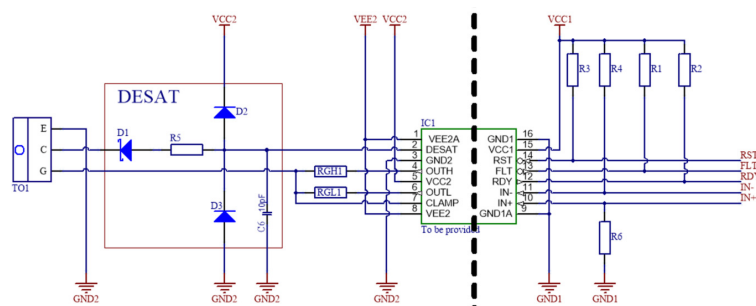 VCC2
VEE2
VCC2
VCC1
DESAT
D2
R3
R4
R1
R2
E
C
G
TO1
D1
R5
IC1
1
2
3
4
5
6
7
8
VEE2A
DESAT
GND2
OUTH
VCC2
OUTL
CLAMP
VEE2
GND1
VCC1
RST
FLT
RDY
IN-
IN+
GND1A
16
15
14
13
12
11
10
9
RST
FLT
RDY
IN-
IN+
RGH1
RGL1
D3
C6
10pF
To be provided
R6
GND2
GND2
GND2
GND2
GND1
GND1